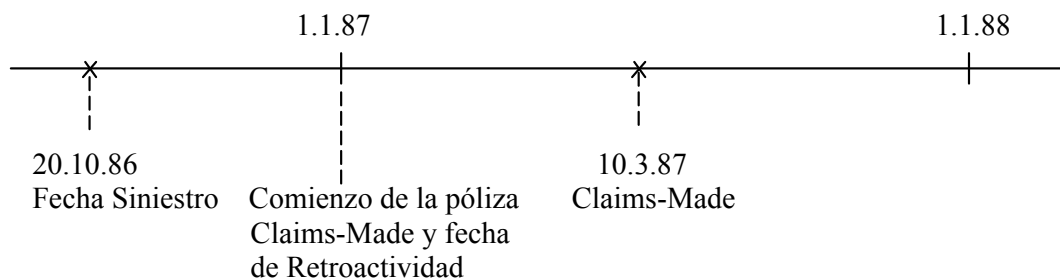 1.1.87
1.1.88
20.10.86
Fecha Siniestro
Comienzo de la póliza
Claims-Made y fecha
de Retroactividad
10.3.87
Claims-Made